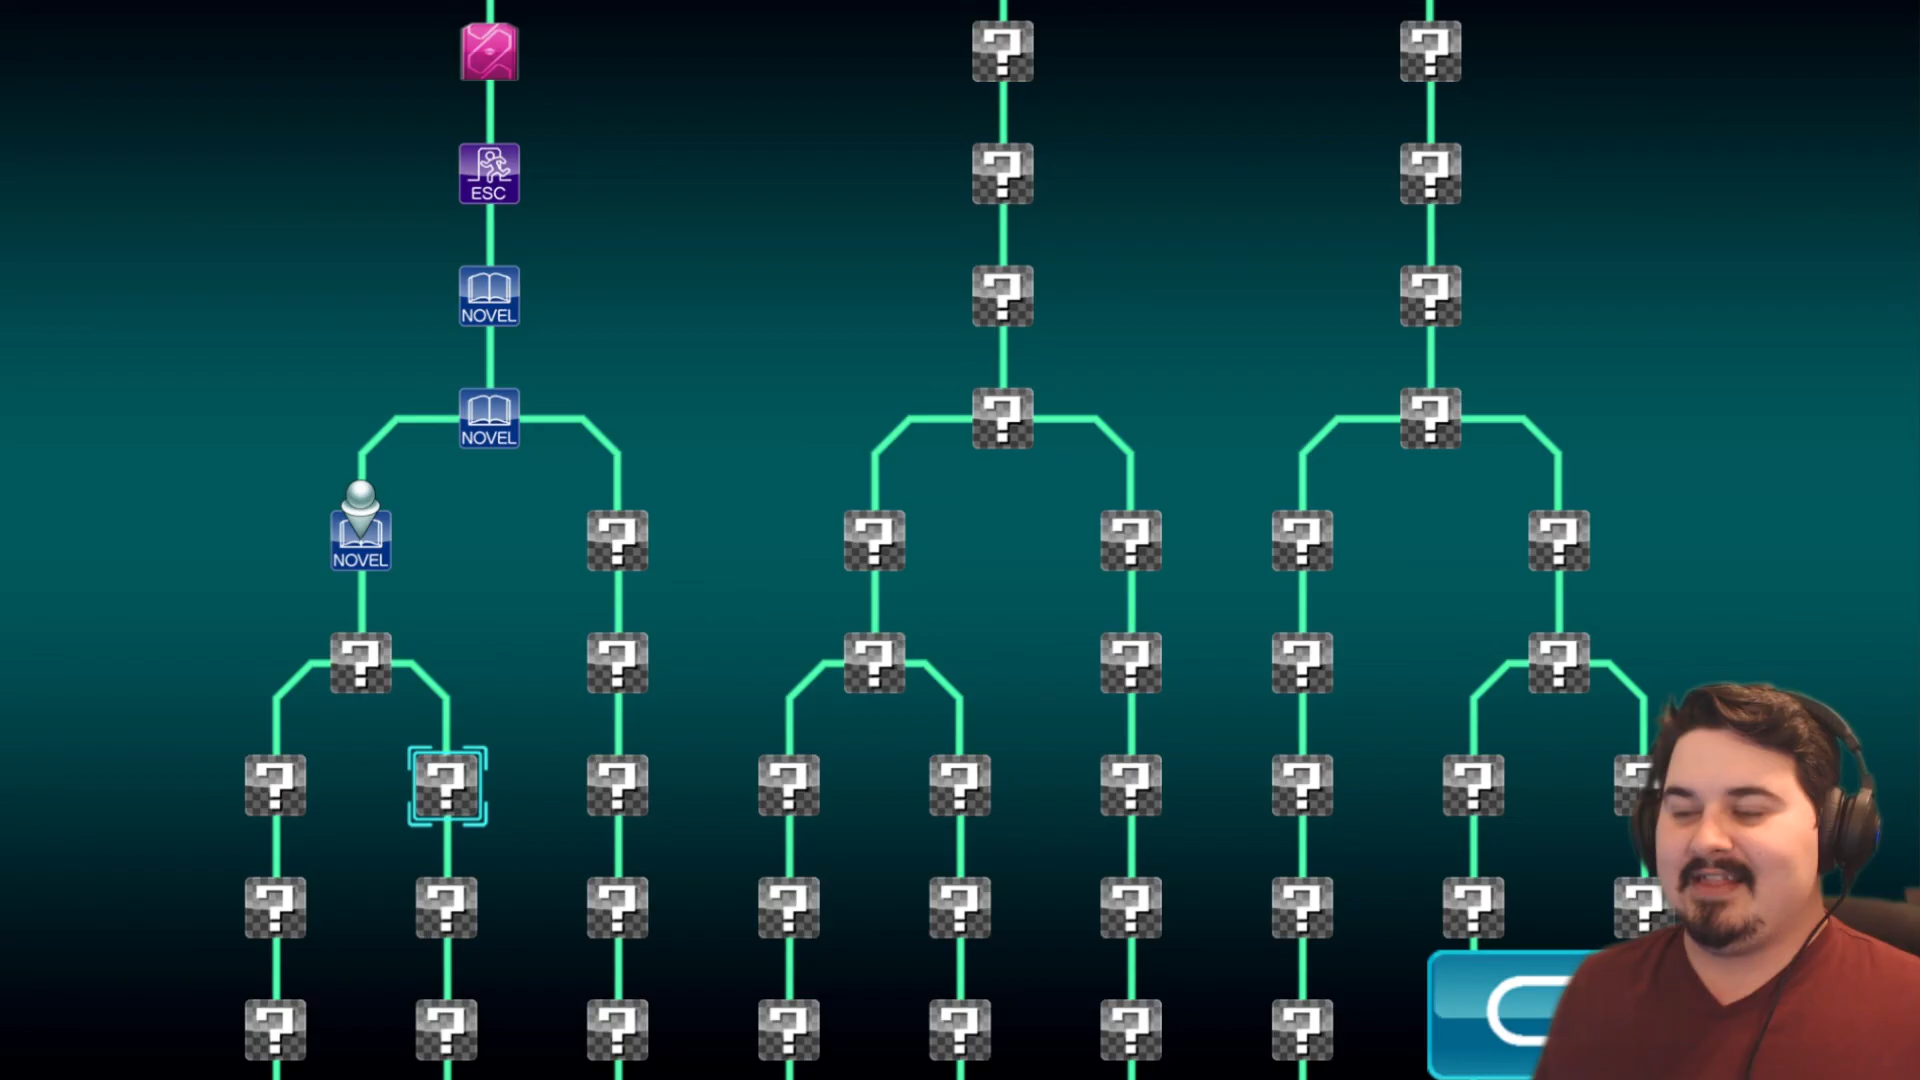 ? ?
ESC ? ?
NOVEL ? ?
NOVEL ? ?
NOVEL ? ? ? ? ?
? ? ? ? ? ?
? ? ? ? ? ? ? ? ?
? ? ? ? ? ? ? ? ?
? ? ? ? ? ? ?